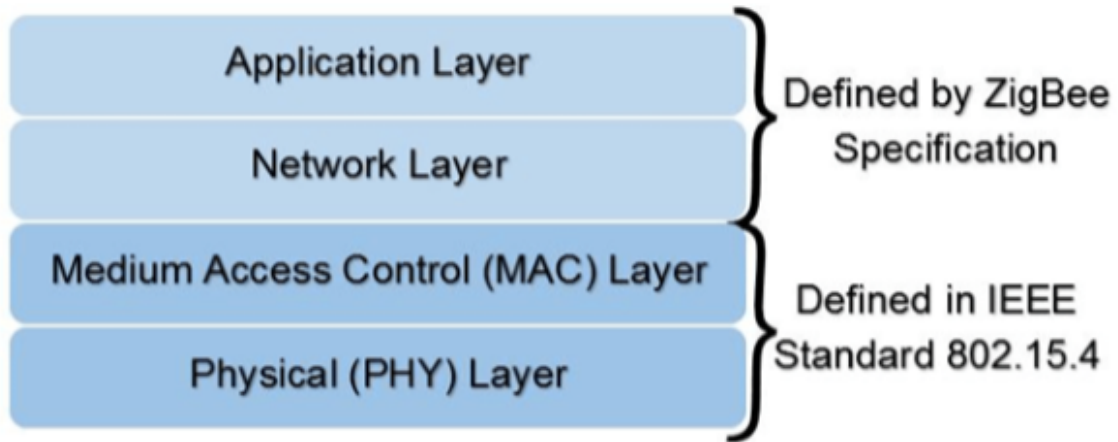 Application Layer
Defined by ZigBee
Specification
Network Layer
Medium Access Control (MAC) Layer
Defined in IEEE
Standard 802.15.4
Physical (PHY) Layer